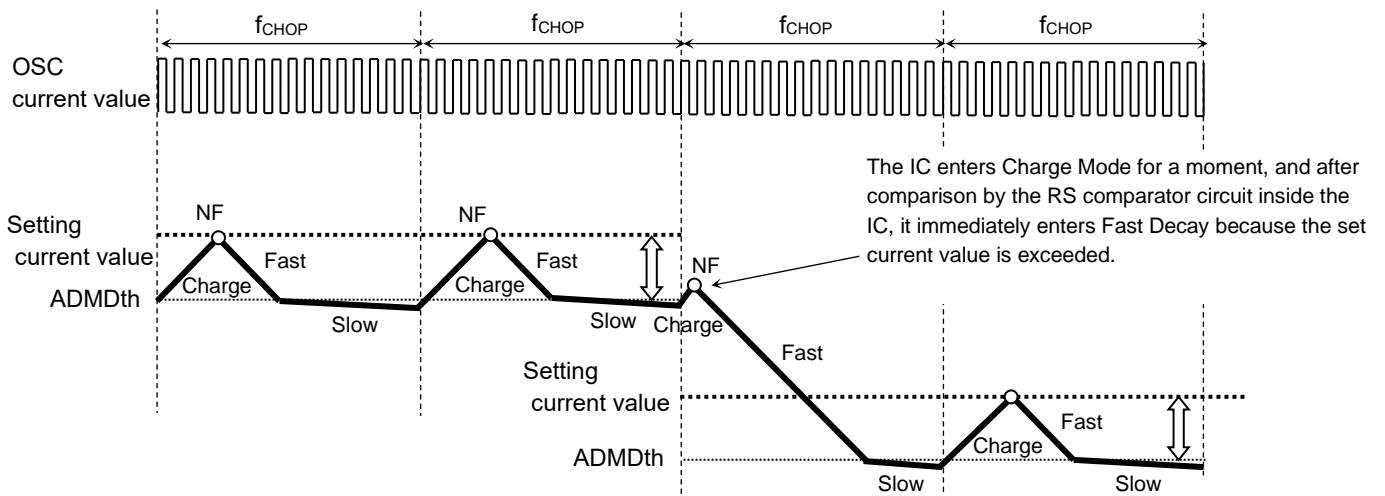 fCHOP
fCHOP
fCHOP
fCHOP
OSC
current value
The IC enters Charge Mode for a moment, and after
comparison by the RS comparator circuit inside the
IC, it immediately enters Fast Decay because the set
current value is exceeded.
Setting
current value
NF
NF
NF
Fast
Fast
Charge
Charge
ADMDth
Slow
Slow
Charge
Fast
Setting
current value
Fast
Charge
ADMDth
Slow
Slow